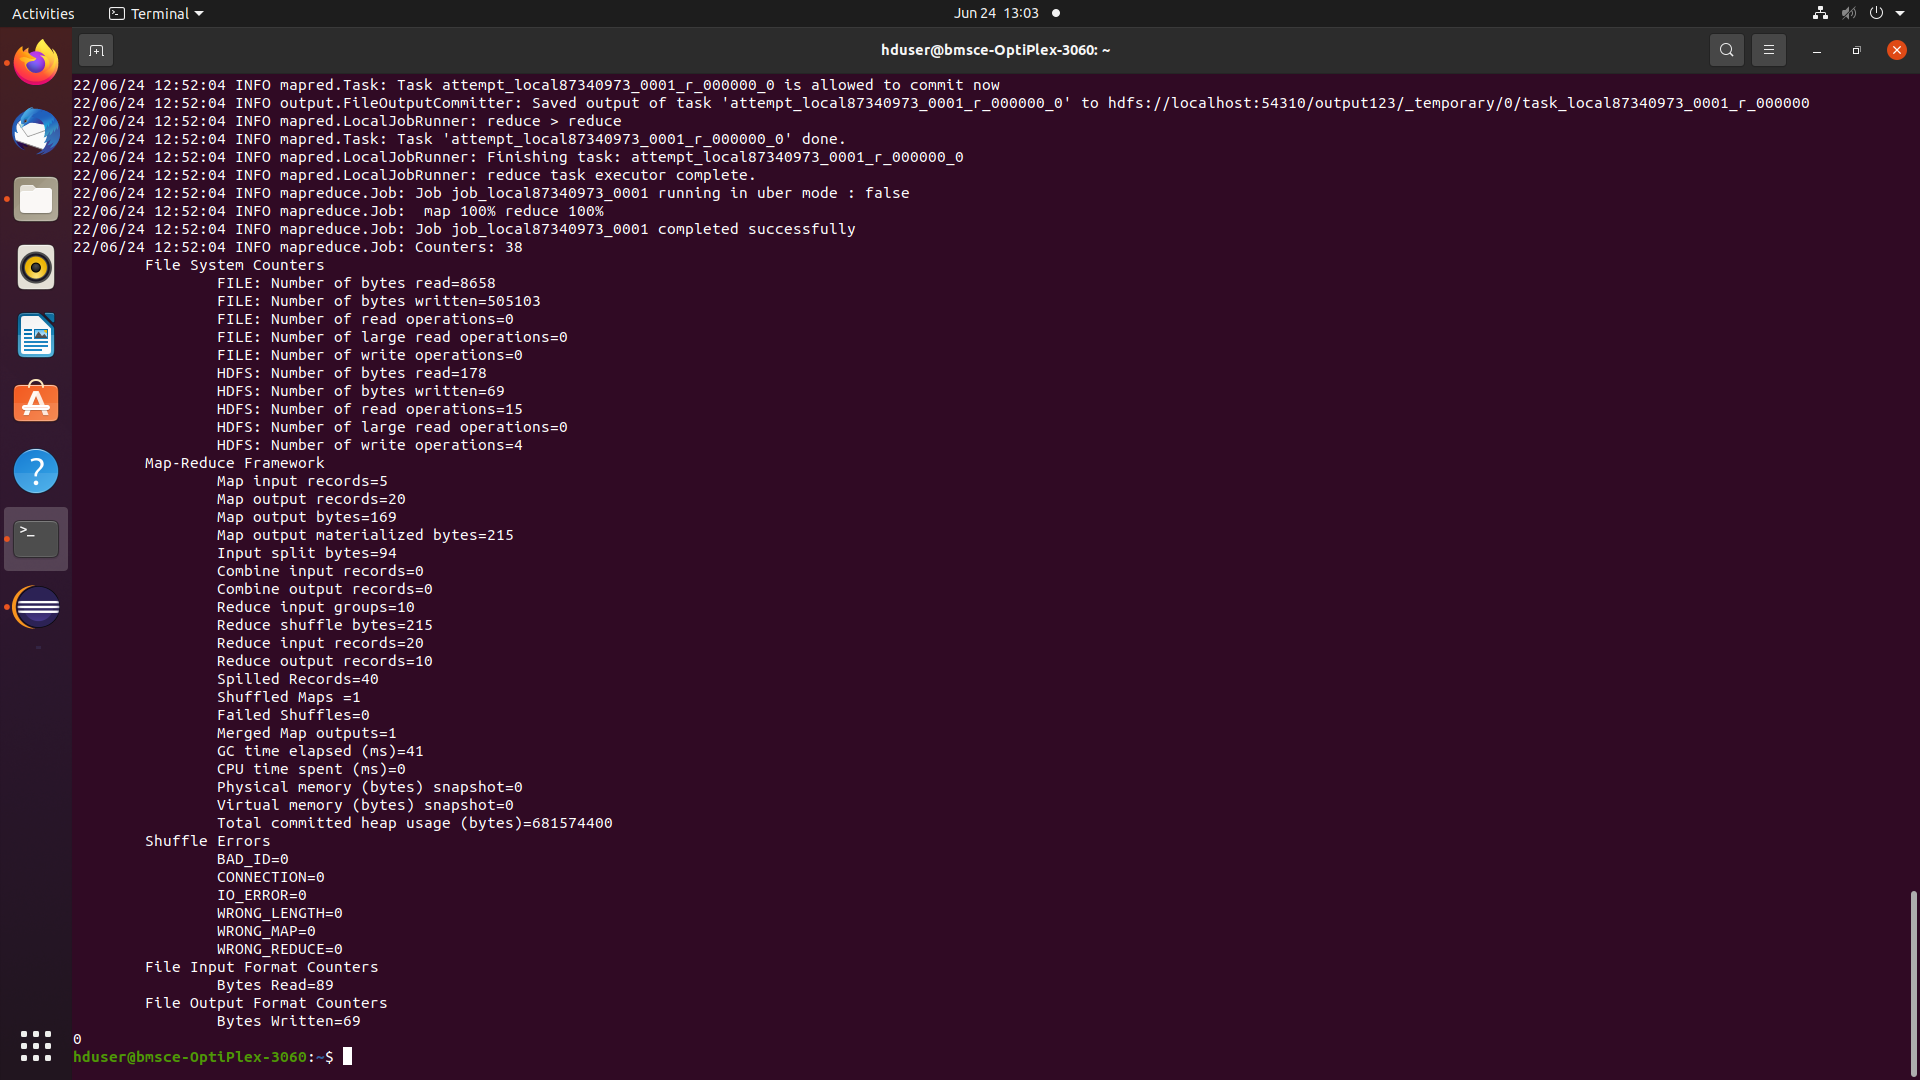 Activities Terminal Jun 24 13:03
hduser@bmsce-OptiPlex-3060: ~
22/06/24 12:52:04 INFO mapred.Task: Task attempt_local87340973_0001_r_000000_0 is allowed to commit now
22/06/24 12:52:04 INFO output.FileOutputCommitter: Saved output of task 'attempt_local87340973_0001_r_000000_0' to hdfs://localhost:54310/output123/_temporary/0/task_local87340973_0001_r_000000
22/06/24 12:52:04 INFO mapred.LocalJobRunner: reduce > reduce
22/06/24 12:52:04 INFO mapred.Task: Task 'attempt_local87340973_0001_r_000000_0' done.
22/06/24 12:52:04 INFO mapred.LocalJobRunner: Finishing task: attempt_local87340973_0001_r_000000_0
22/06/24 12:52:04 INFO mapred.LocalJobRunner: reduce task executor complete.
22/06/24 12:52:04 INFO mapreduce.Job: Job job_local87340973_0001 running in uber mode : false
22/06/24 12:52:04 INFO mapreduce.Job:  map 100% reduce 100%
22/06/24 12:52:04 INFO mapreduce.Job: Job job_local87340973_0001 completed successfully
22/06/24 12:52:04 INFO mapreduce.Job: Counters: 38
File System Counters
FILE: Number of bytes read=8658
FILE: Number of bytes written=505103
FILE: Number of read operations=0
FILE: Number of large read operations=0
FILE: Number of write operations=0
HDFS: Number of bytes read=178
HDFS: Number of bytes written=69
HDFS: Number of read operations=15
HDFS: Number of large read operations=0
HDFS: Number of write operations=4
Map-Reduce Framework
Map input records=5
Map output records=20
Map output bytes=169
Map output materialized bytes=215
Input split bytes=94
Combine input records=0
Combine output records=0
Reduce input groups=10
Reduce shuffle bytes=215
Reduce input records=20
Reduce output records=10
Spilled Records=40
Shuffled Maps =1
Failed Shuffles=0
Merged Map outputs=1
GC time elapsed (ms)=41
CPU time spent (ms)=0
Physical memory (bytes) snapshot=0
Virtual memory (bytes) snapshot=0
Total committed heap usage (bytes)=681574400
Shuffle Errors
BAD_ID=0
CONNECTION=0
IO_ERROR=0
WRONG_LENGTH=0
WRONG_MAP=0
WRONG_REDUCE=0
File Input Format Counters
Bytes Read=89
File Output Format Counters
Bytes Written=69
0
hduser@bmsce-OptiPlex-3060:~$